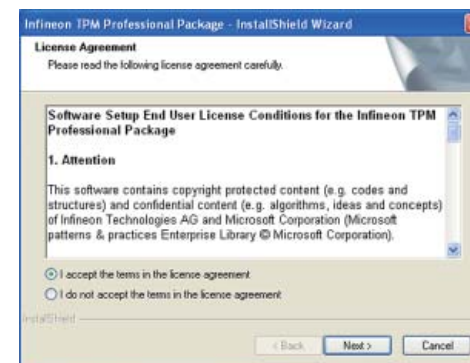 Infineon TPM Professional Package - InstallShield Wizard
License Agreement
Please read the following license agreement carefully.
Software Setup End User License Conditions for the Infineon TPM
Professional Package
1. Attention
This software contains copyright protected content (e.g. codes and
structures) and confidential content (e.g. algorithms, ideas and concepts)
of Infineon Technologies AG and Microsoft Corporation (Microsoft
patterns & practices Enterprise Library © Microsoft Corporation).
I accept the terms in the license agreement
I do not accept the terms in the license agreement
InstallShield
< Back Next > Cancel